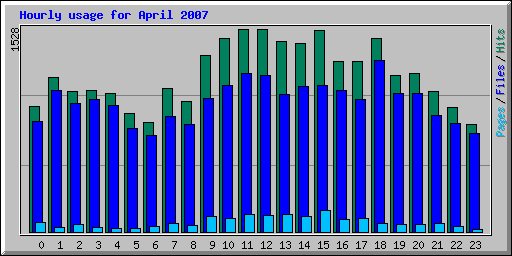 Hourly usage for April 2007
1528
Pages/Files/Hits
0 1 2 3 4 5 6 7 8 9 10 11 12 13 14 15 16 17 18 19 20 21 22 23